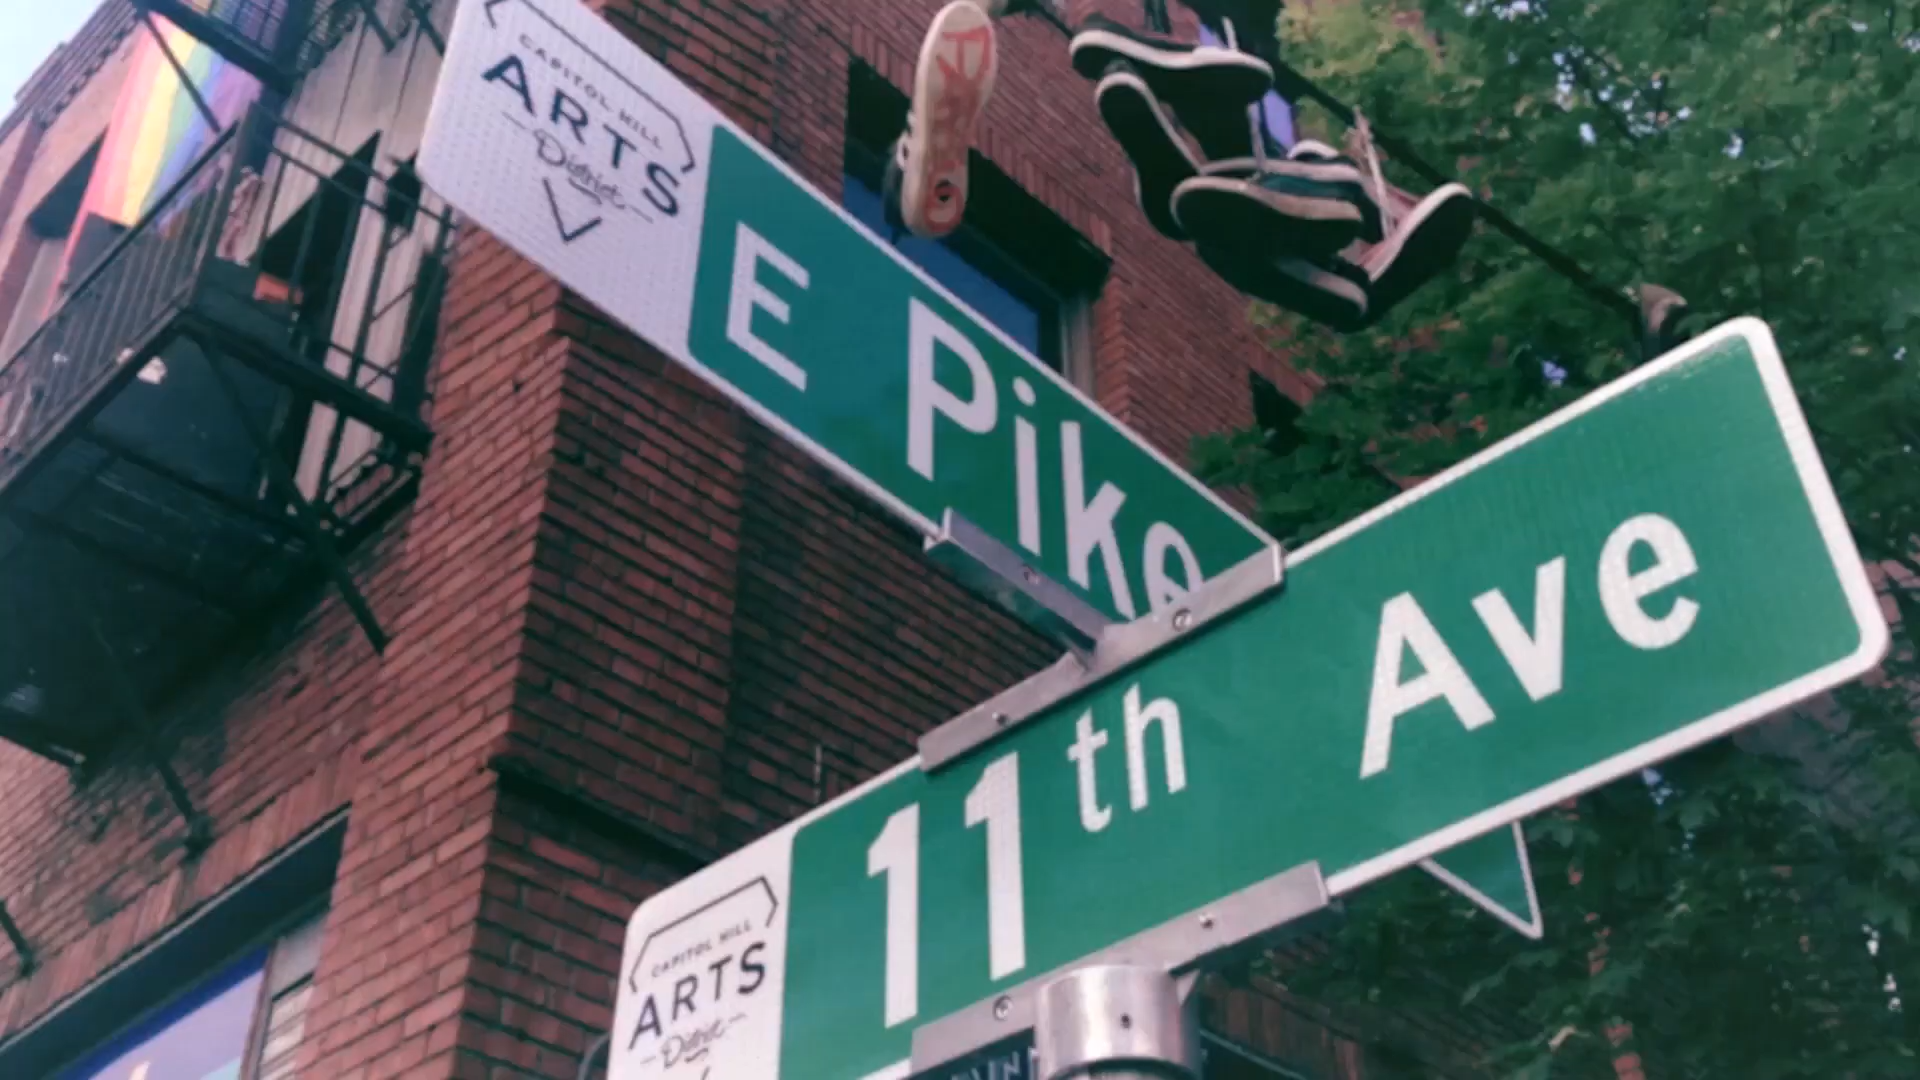 CAPITOL HILL
ARTS
District
E Pike
11th Ave
CAPITOL HILL
ARTS
District